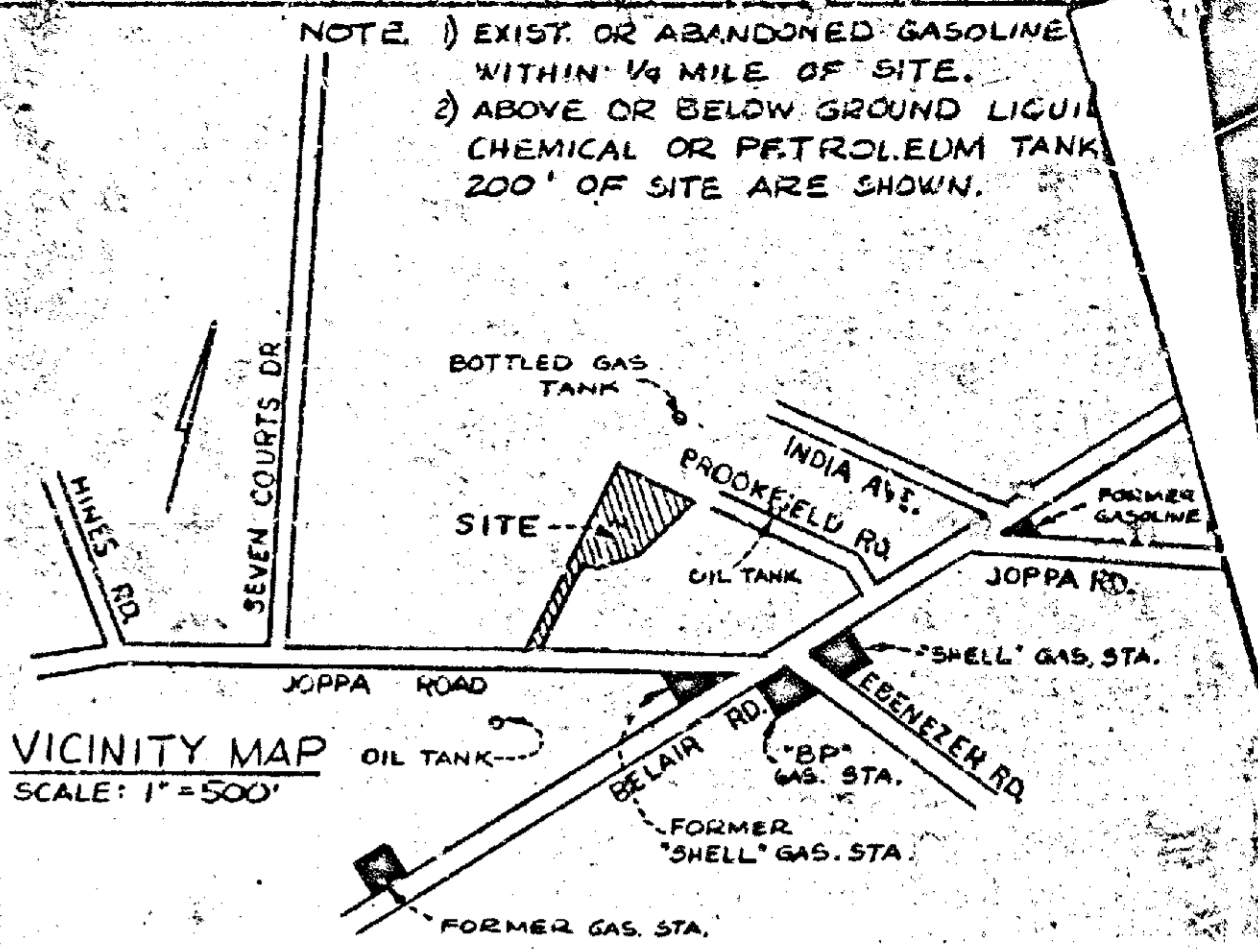 NOTE 1) EXIST. OR ABANDONED GASOLINE
WITHIN 1/4 MILE OF SITE.
2) ABOVE OR BELOW GROUND LIQUID
CHEMICAL OR PETROLEUM TANK
200' OF SITE ARE SHOWN.
BOTTLED GAS
TANK
SEVEN COURTS DR
HINES RD.
INDIA AVE.
BROOKFIELD RD.
SITE
OIL TANK
FORMER
GASOLINE
JOPPA RD.
"SHELL" GAS. STA.
JOPPA ROAD
EBENEZER RD.
BELAIR RD.
"BP"
GAS. STA.
VICINITY MAP
SCALE: 1" = 500'
OIL TANK
FORMER
"SHELL" GAS. STA.
FORMER GAS. STA.